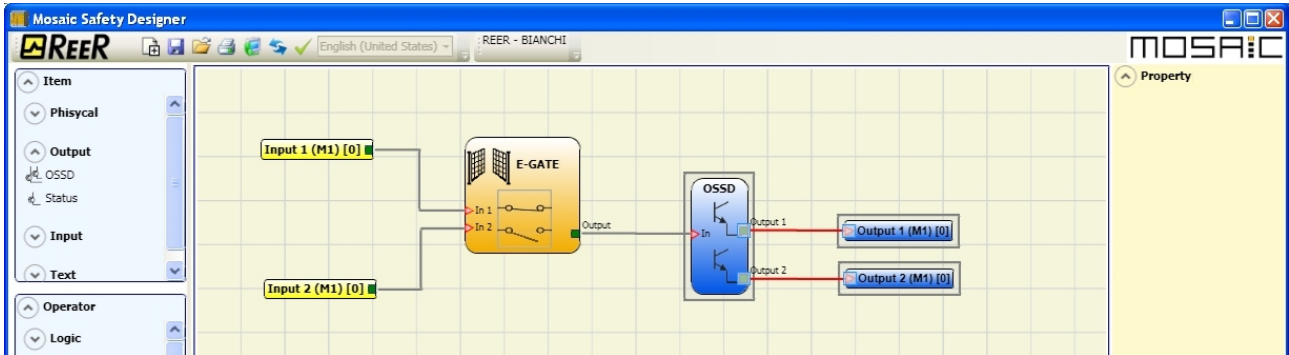 Mosaic Safety Designer
REER
English (United States)
REER - BIANCHI
MOSAIC
Item
Phisycal
Output
OSSD
Status
Input
Text
Operator
Logic
Input 1 (M1) [0]
Input 2 (M1) [0]
E-GATE
In 1
In 2
Output
OSSD
In
Output 1
Output 2
Output 1 (M1) [0]
Output 2 (M1) [0]
Property